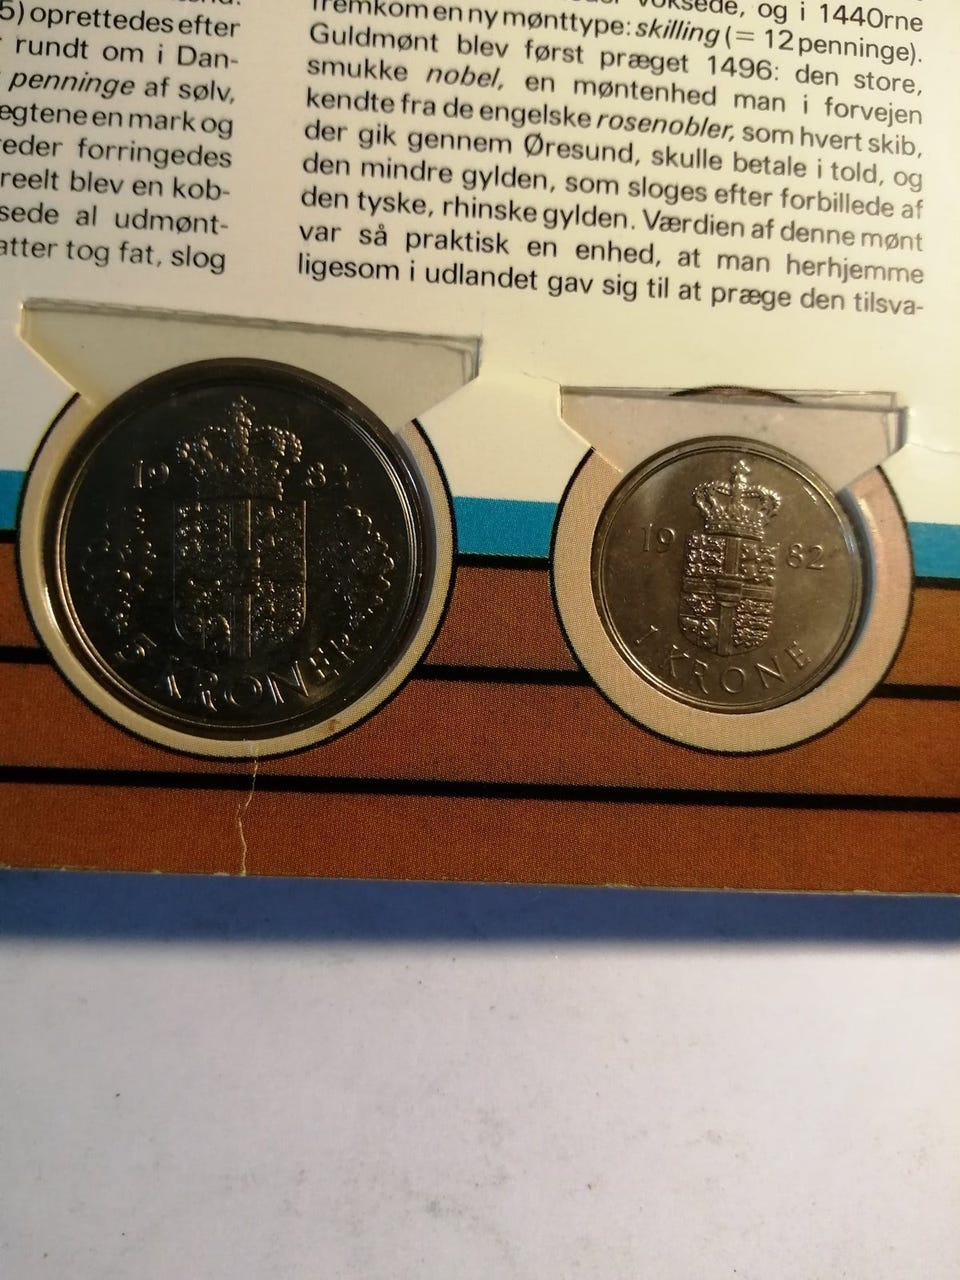 5) oprettedes efter
rundt om i Dan-
penninge af sølv,
egtene en mark og
reder forringedes
reelt blev en kob-
sede al udmønt-
atter tog fat, slog
voksede, og i 1440rne
fremkom en ny mønttype: skilling (= 12 penninge).
Guldmønt blev først præget 1496: den store,
smukke nobel, en møntenhed man i forvejen
kendte fra de engelske rosenobler, som hvert skib,
der gik gennem Øresund, skulle betale i told, og
den mindre gylden, som sloges efter forbillede af
den tyske, rhinske gylden. Værdien af denne mønt
var så praktisk en enhed, at man herhjemme
ligesom i udlandet gav sig til at præge den tilsva-
19 82
5 KRONER
19 82
1 KRONE